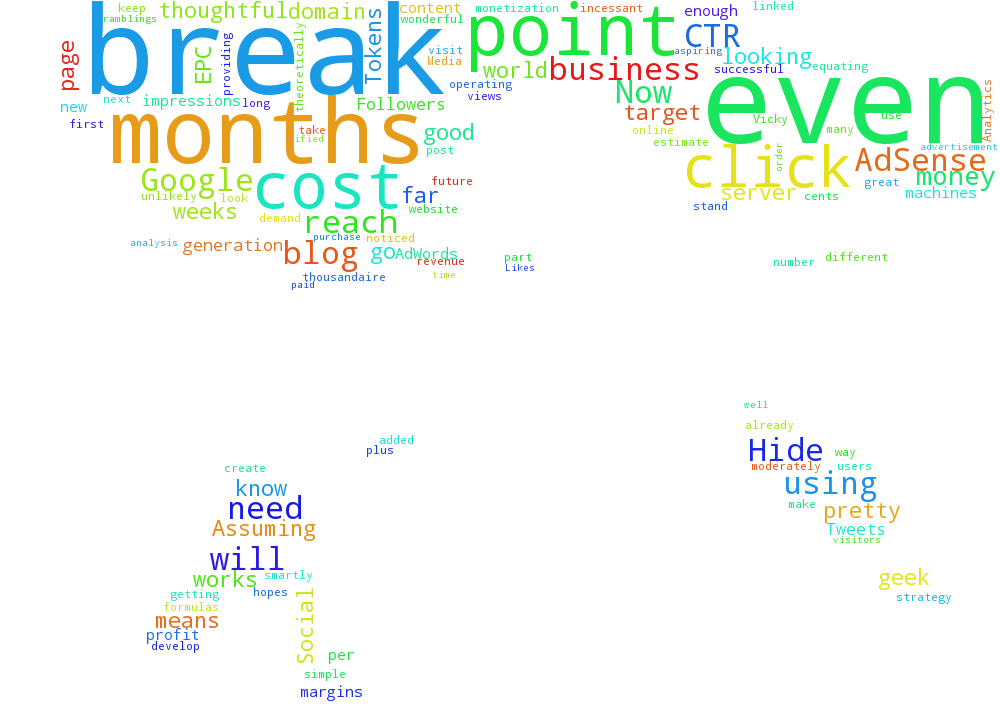 keep
thoughtful
domain
content
monetization
incessant
enough
linked
ramblings
wonderful
break
point
CTR
page
EPC
providing
theoretically
Tokens
visit
Media
world
business
aspiring
looking
successful
equating
operating
views
Now
even
Analytics
new
next
impressions
long
Followers
target
Vicky
use
first
months
take
ified
good
post
online
many
estimate
order
advertisement
click
AdSense
Google
cost
future
far
great
money
unlikely
look
server
cents
machines
weeks
demand
reach
website
stand
analysis
generation
purchase
noticed
blog
go
AdWords
revenue
part
Likes
number
different
thousandaire
time
paid
well
already
added
plus
Hide
way
create
moderately
users
know
using
need
make
pretty
Assuming
Tweets
visitors
will
works
smartly
geek
getting
hopes
strategy
formulas
Social
means
profit
develop
per
simple
margins